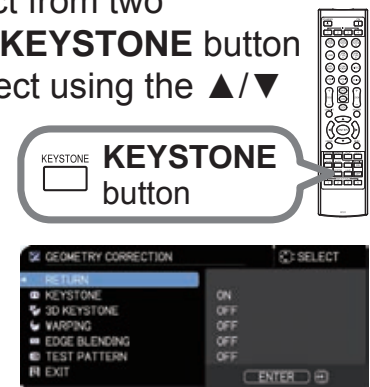 ct from two
KEYSTONE button
ect using the ▲/▼
KEYSTONE
KEYSTONE
button
GEOMETRY CORRECTION
: SELECT
RETURN
KEYSTONE ON
3D KEYSTONE OFF
WARPING OFF
EDGE BLENDING OFF
TEST PATTERN OFF
EXIT
ENTER